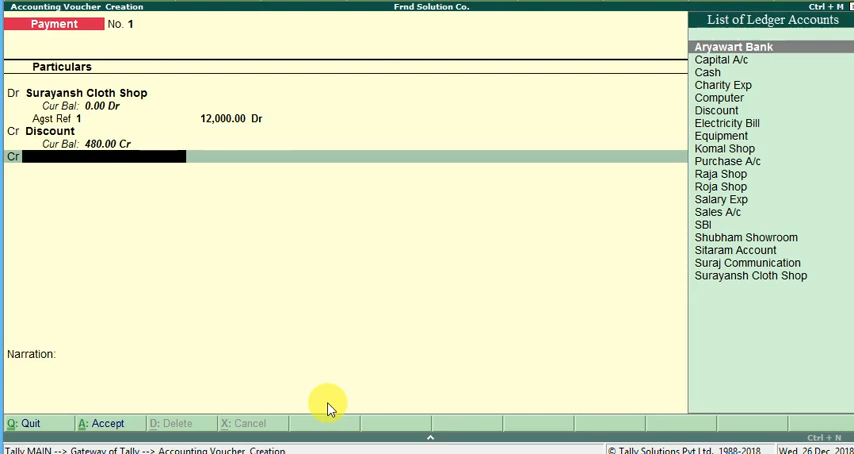 Accounting Voucher Creation Frnd Solution Co. Ctrl + M
Payment No. 1
List of Ledger Accounts
Particulars
Dr Surayansh Cloth Shop
Cur Bal: 0.00 Dr
Agst Ref 1 12,000.00 Dr
Cr Discount
Cur Bal: 480.00 Cr
Cr
Aryawart Bank
Capital A/c
Cash
Charity Exp
Computer
Discount
Electricity Bill
Equipment
Komal Shop
Purchase A/c
Raja Shop
Roja Shop
Salary Exp
Sales A/c
SBI
Shubham Showroom
Sitaram Account
Suraj Communication
Surayansh Cloth Shop
Narration:
Q: Quit A: Accept D: Delete X: Cancel
Ctrl + N
Tally MAIN --> Gateway of Tally --> Accounting Voucher Creation © Tally Solutions Pvt Ltd., 1988-2018 Wed, 26 Dec, 2018